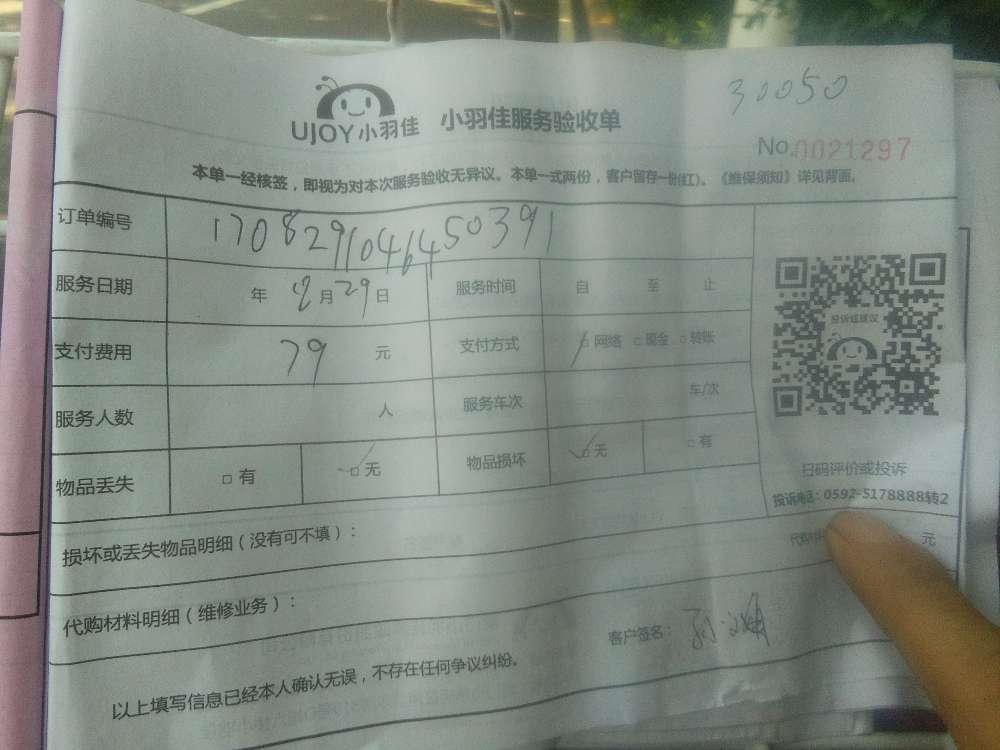 30050
UJOY小羽佳 小羽佳服务验收单
No.0021297
本单一经核签，即视为对本次服务验收无异议。本单一式两份，客户留存一份(红)。《维保须知》详见背面。
订单编号 1708291046450391
服务日期 年 8月29日 服务时间 自 至 止
支付费用 79 元 支付方式 □网络 □现金 □转账
服务人数 人 服务车次 车/次
物品丢失 □有 □无 物品损坏 □无 □有
投诉或建议
扫码评价或投诉
投诉电话：0592-5178888转2
损坏或丢失物品明细（没有可不填）：
代购材料明细（维修业务）：
元
客户签名：
以上填写信息已经本人确认无误，不存在任何争议纠纷。